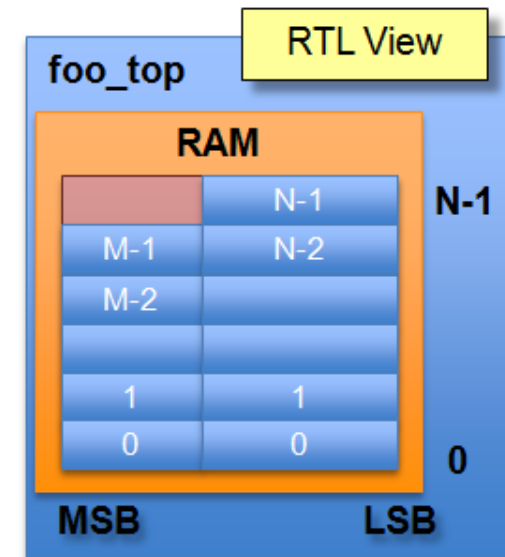 RTL View
foo_top
RAM
N-1 N-1
M-1 N-2
M-2
1 1
0 0 0
MSB LSB